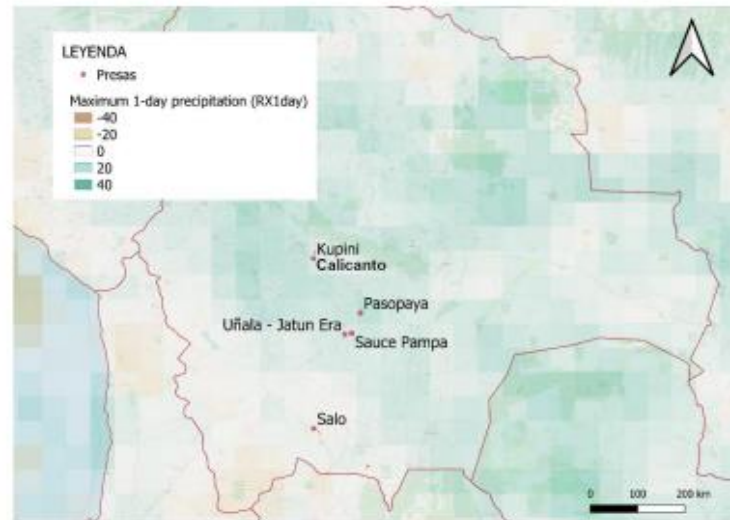 LEYENDA
Presas
Maximum 1-day precipitation (RX1day)
-40
-20
0
20
40
Kupini
Calicanto
Pasopaya
Uñala - Jatun Era
Sauce Pampa
Salo
0 100 200 km